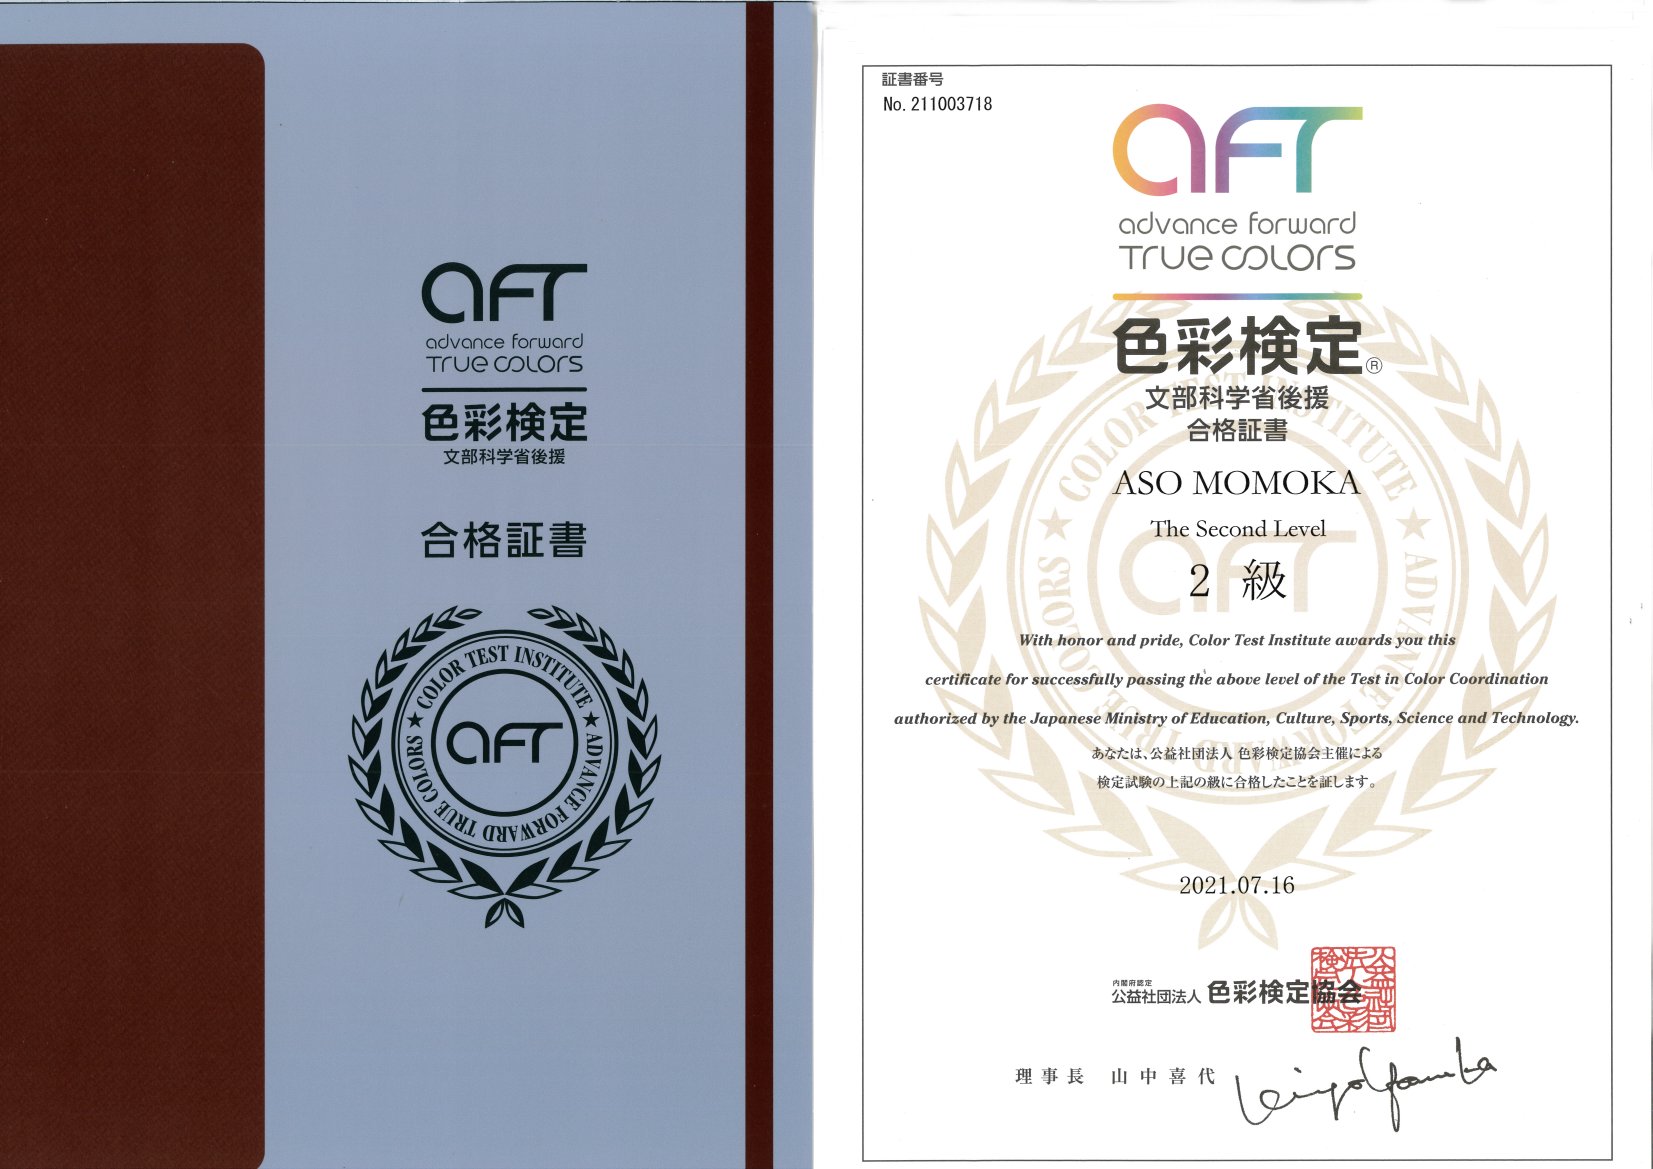 aFT
advance forward
True COLORS
色彩検定
文部科学省後援
合格証書
★ COLOR TEST INSTITUTE ★ ADVANCE FORWARD TRUE COLORS
aFT
証書番号
No. 211003718
aFT
advance forward
True COLORS
色彩検定®
文部科学省後援
合格証書
ASO MOMOKA
The Second Level
2 級
With honor and pride, Color Test Institute awards you this
certificate for successfully passing the above level of the Test in Color Coordination
authorized by the Japanese Ministry of Education, Culture, Sports, Science and Technology.
あなたは、公益社団法人 色彩検定協会主催による
検定試験の上記の級に合格したことを証します。
★ COLOR TEST INSTITUTE ★ ADVANCE FORWARD TRUE COLORS
aFT
2021.07.16
内閣府認定
公益社団法人 色彩検定協会
理事長 山中喜代